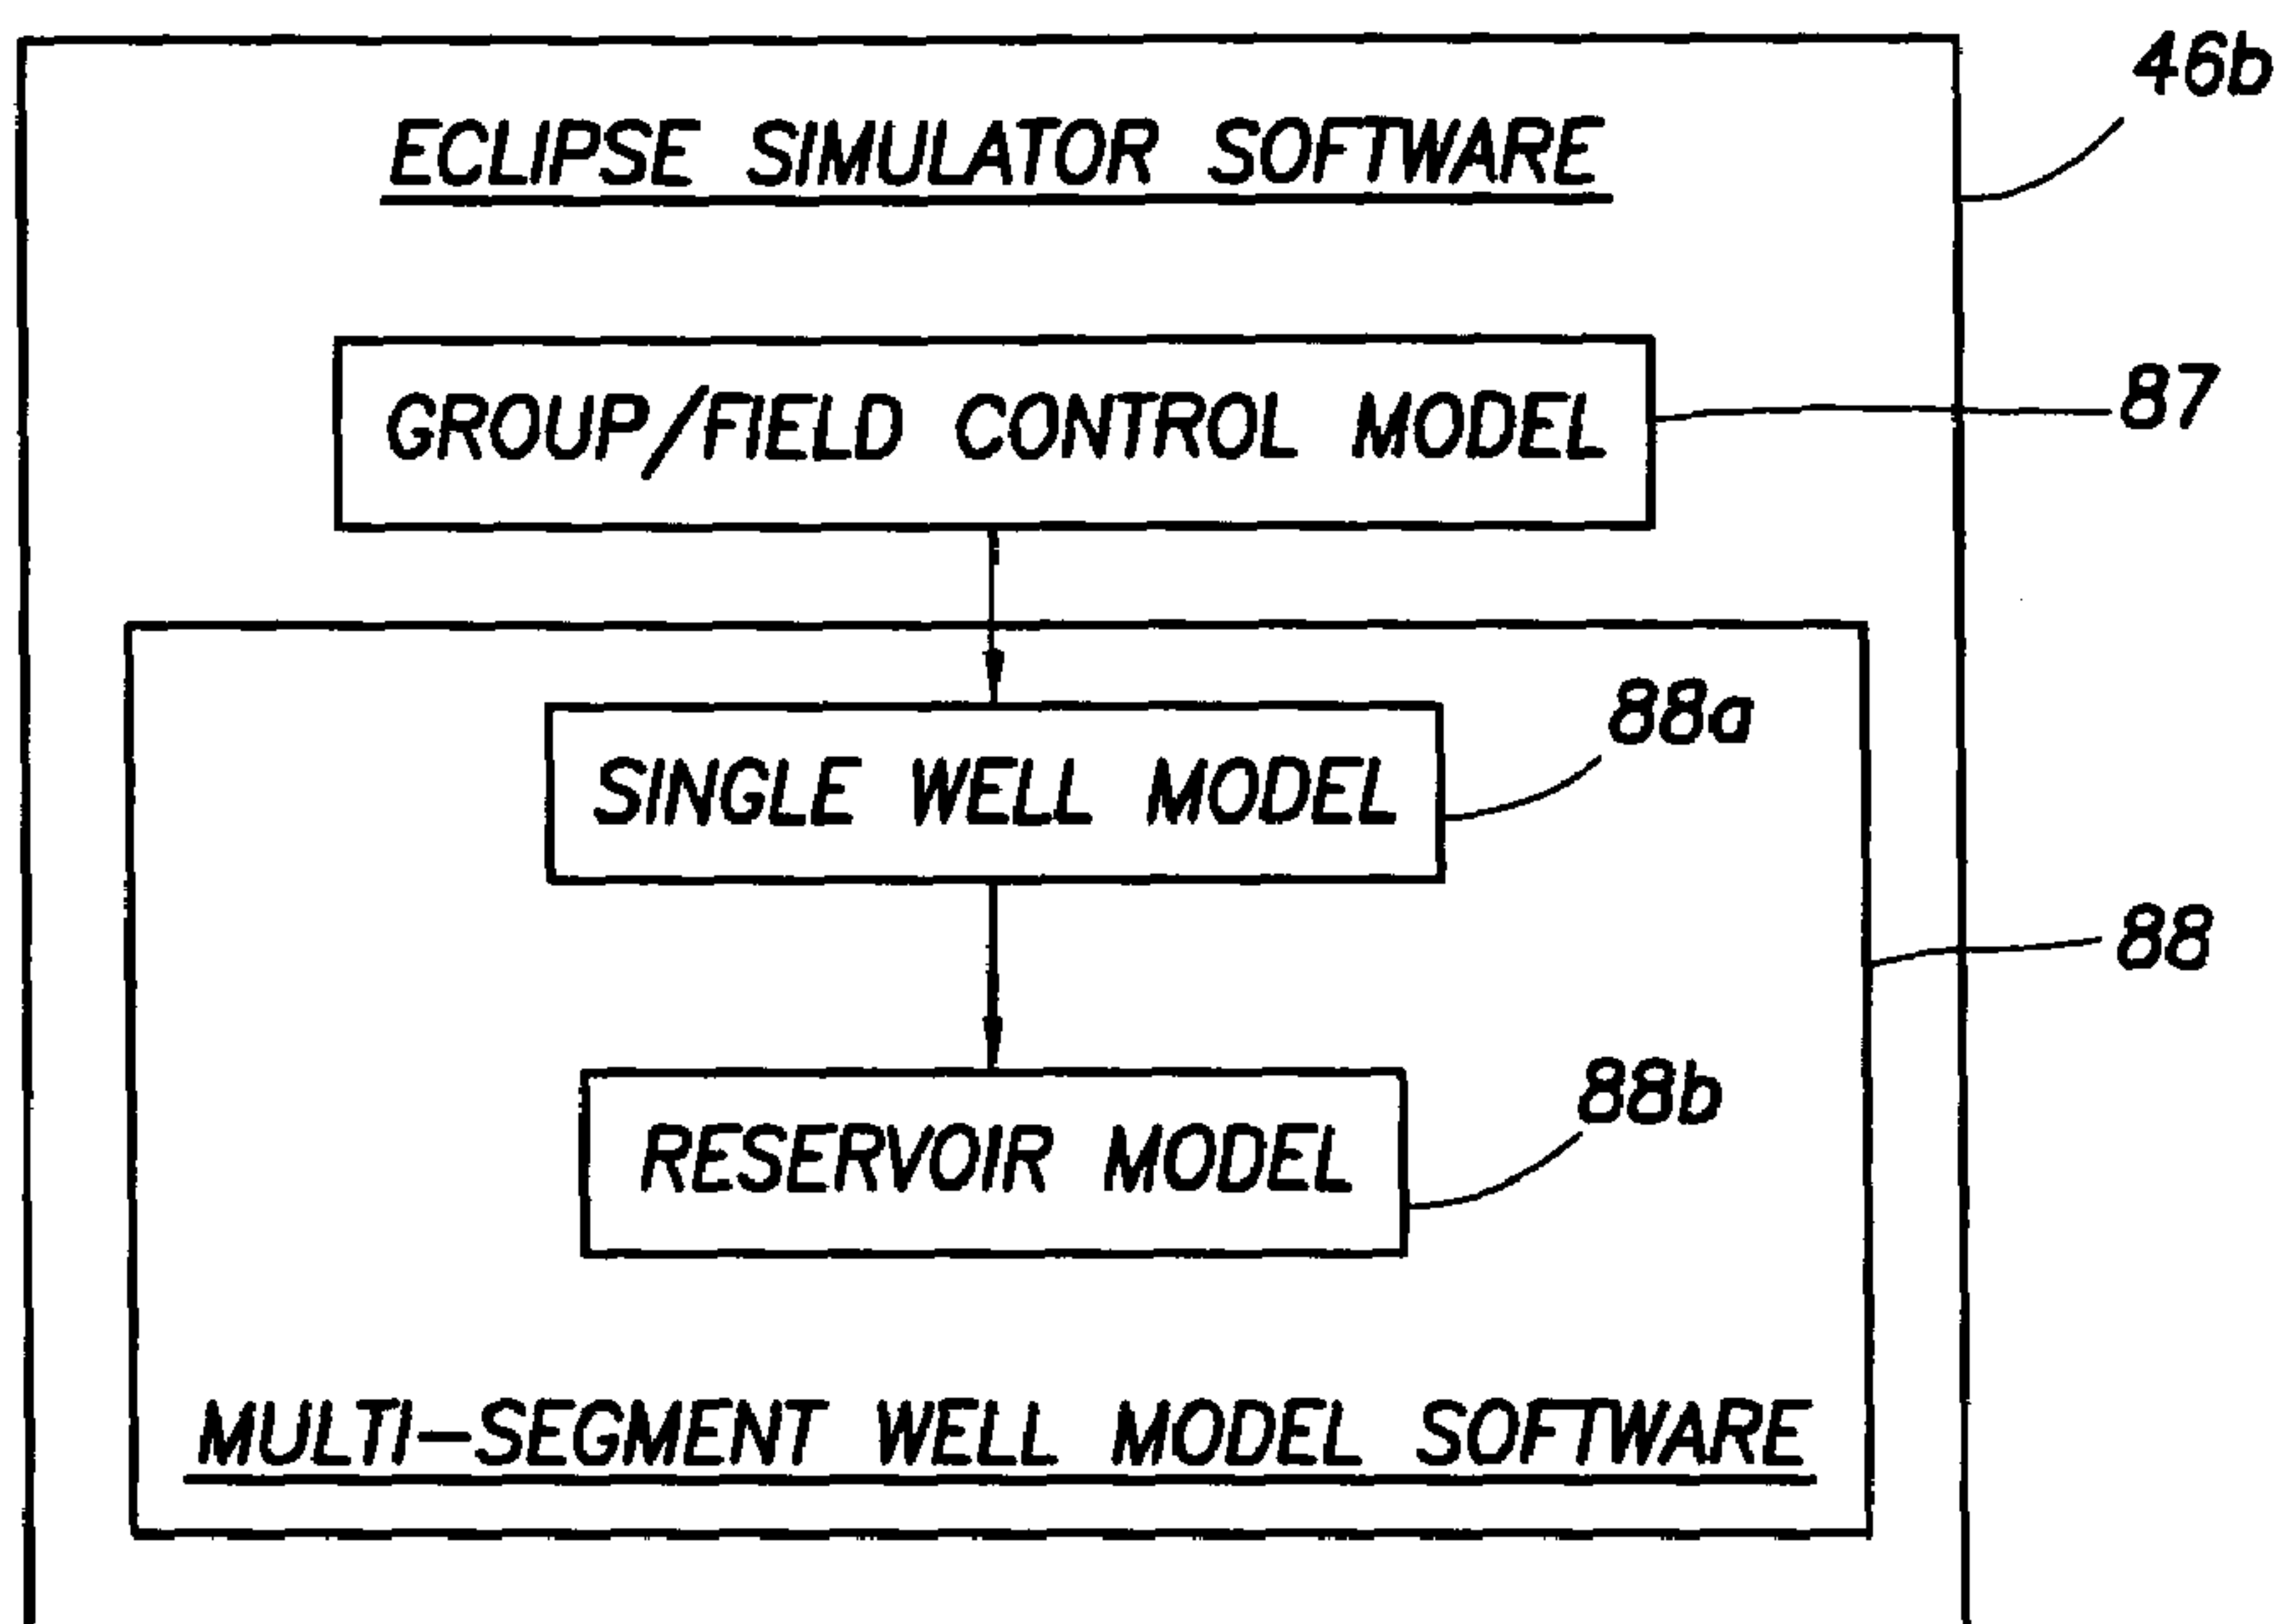 46b
ECLIPSE SIMULATOR SOFTWARE
GROUP/FIELD CONTROL MODEL
87
88a
SINGLE WELL MODEL
88
88b
RESERVOIR MODEL
MULTI-SEGMENT WELL MODEL SOFTWARE